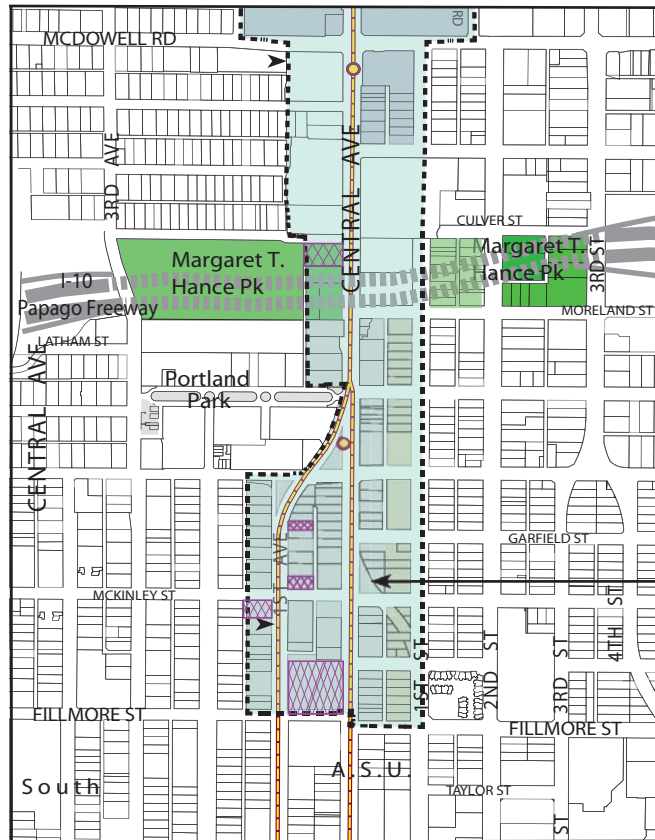 RD
MCDOWELL RD
3RD AVE
CENTRAL AVE
CULVER ST
Margaret T.
Hance Pk
Margaret T.
Hance Pk
3RD ST
I-10
Papago Freeway
MORELAND ST
LATHAM ST
CENTRAL AVE
Portland
Park
GARFIELD ST
1ST AVE
MCKINLEY ST
1ST ST
2ND ST
3RD ST
4TH ST
FILLMORE ST
FILLMORE ST
South
A.S.U.
TAYLOR ST
ST